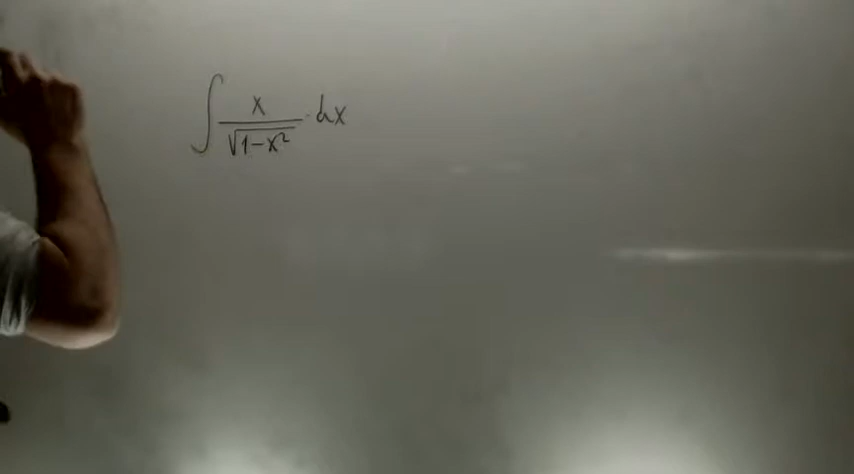 ∫ x/√(1-x²) · dx